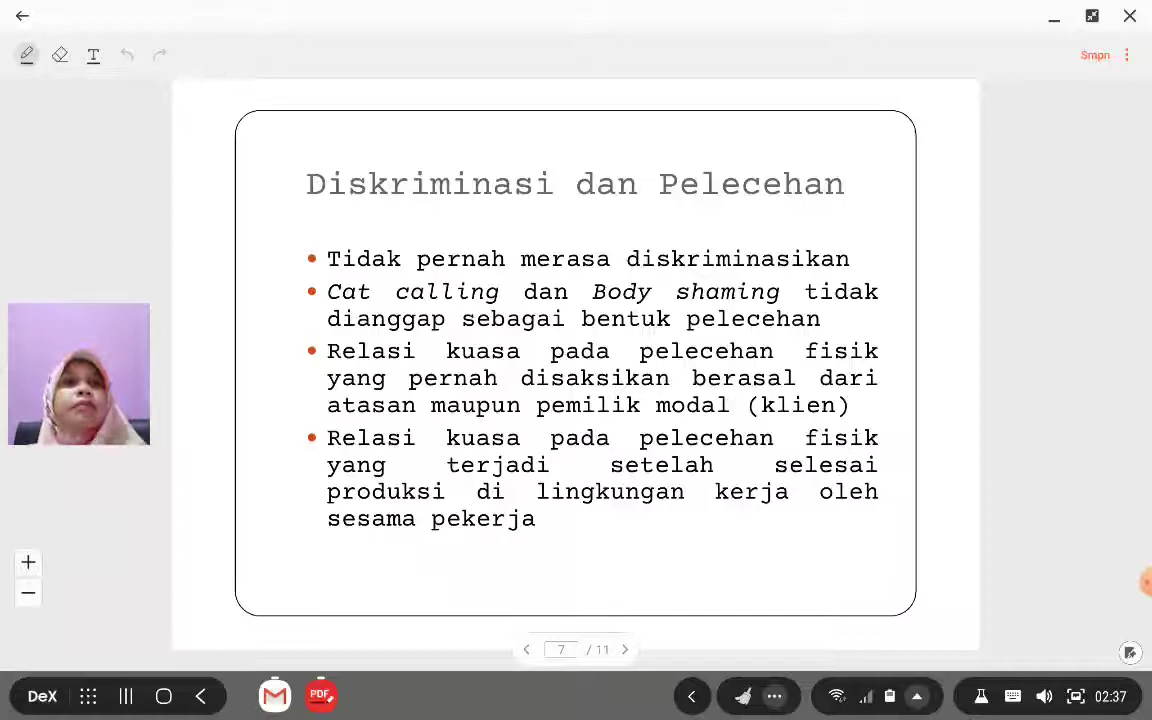 Smpn
Diskriminasi dan Pelecehan
• Tidak pernah merasa diskriminasikan
• Cat calling dan Body shaming tidak
dianggap sebagai bentuk pelecehan
• Relasi kuasa pada pelecehan fisik
yang pernah disaksikan berasal dari
atasan maupun pemilik modal (klien)
• Relasi kuasa pada pelecehan fisik
yang terjadi setelah selesai
produksi di lingkungan kerja oleh
sesama pekerja
7 / 11
DeX
PDF
02:37